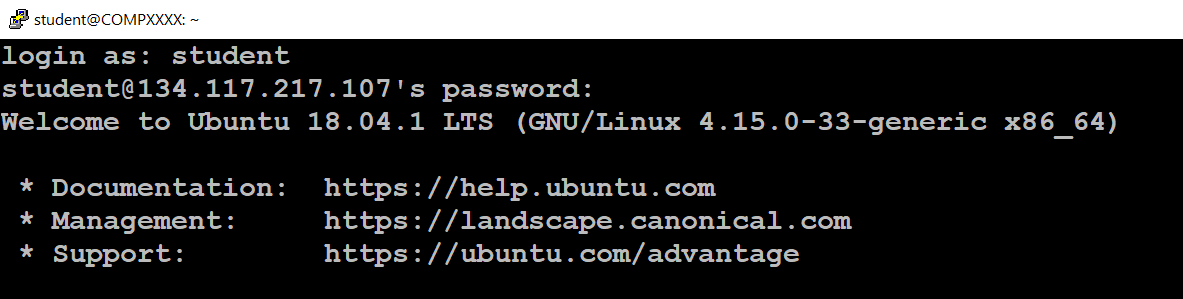 student@COMPXXXX: ~
login as: student
student@134.117.217.107's password:
Welcome to Ubuntu 18.04.1 LTS (GNU/Linux 4.15.0-33-generic x86_64)
* Documentation:  https://help.ubuntu.com
* Management:     https://landscape.canonical.com
* Support:        https://ubuntu.com/advantage